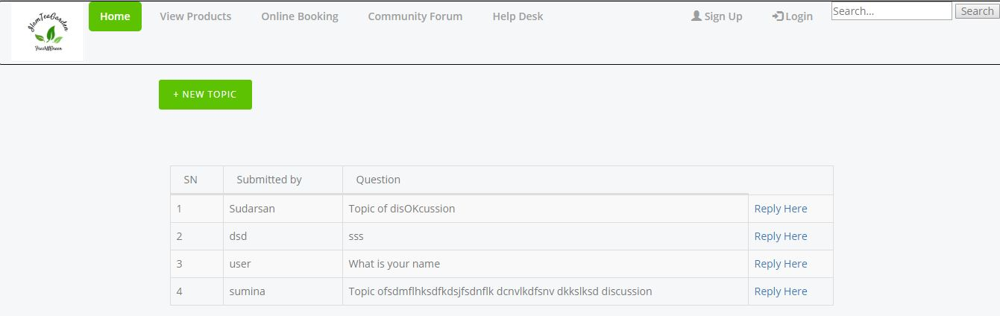 IlamTeaGarden
FreshNGreen
Home View Products Online Booking Community Forum Help Desk Sign Up Login Search... Search
+ NEW TOPIC
SN Submitted by Question
1 Sudarsan Topic of disOKcussion Reply Here
2 dsd sss Reply Here
3 user What is your name Reply Here
4 sumina Topic ofsdmflhksdfkdsjfsdnflk dcnvlkdfsnv dkkslksd discussion Reply Here